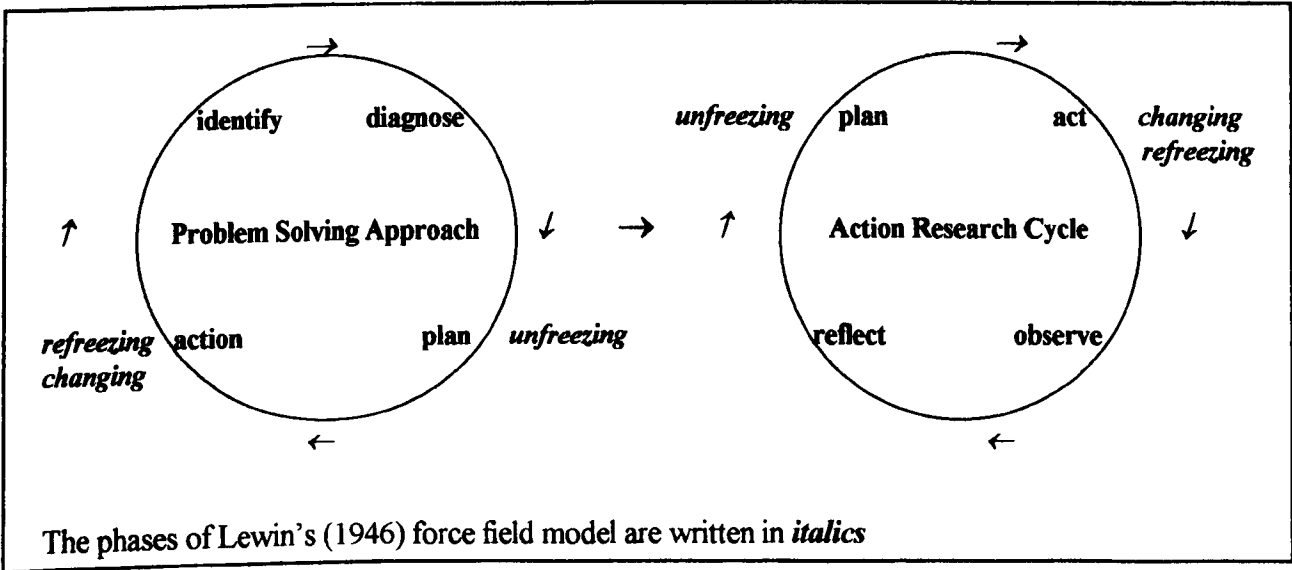 → →
identify diagnose
unfreezing plan act changing
refreezing
↑ Problem Solving Approach ↓ → ↑ Action Research Cycle ↓
refreezing action plan unfreezing reflect observe
changing
← ←
The phases of Lewin's (1946) force field model are written in italics